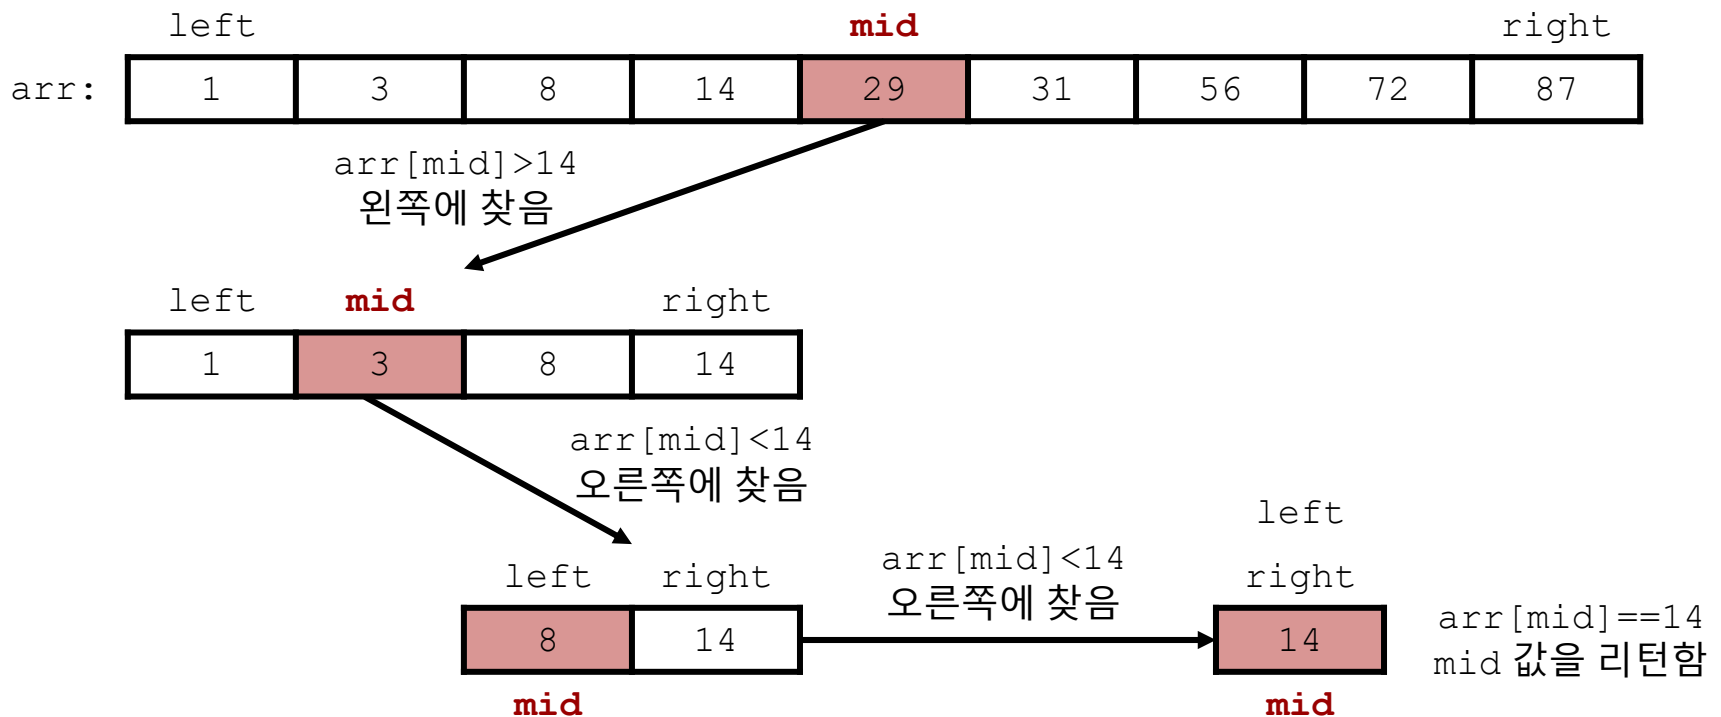 left mid right
arr: 1 3 8 14 29 31 56 72 87
arr[mid]>14
왼쪽에 찾음
left mid right
1 3 8 14
arr[mid]<14
오른쪽에 찾음
left right
8 14
mid
arr[mid]<14
오른쪽에 찾음
left
right
14
mid
arr[mid]==14
mid 값을 리턴함